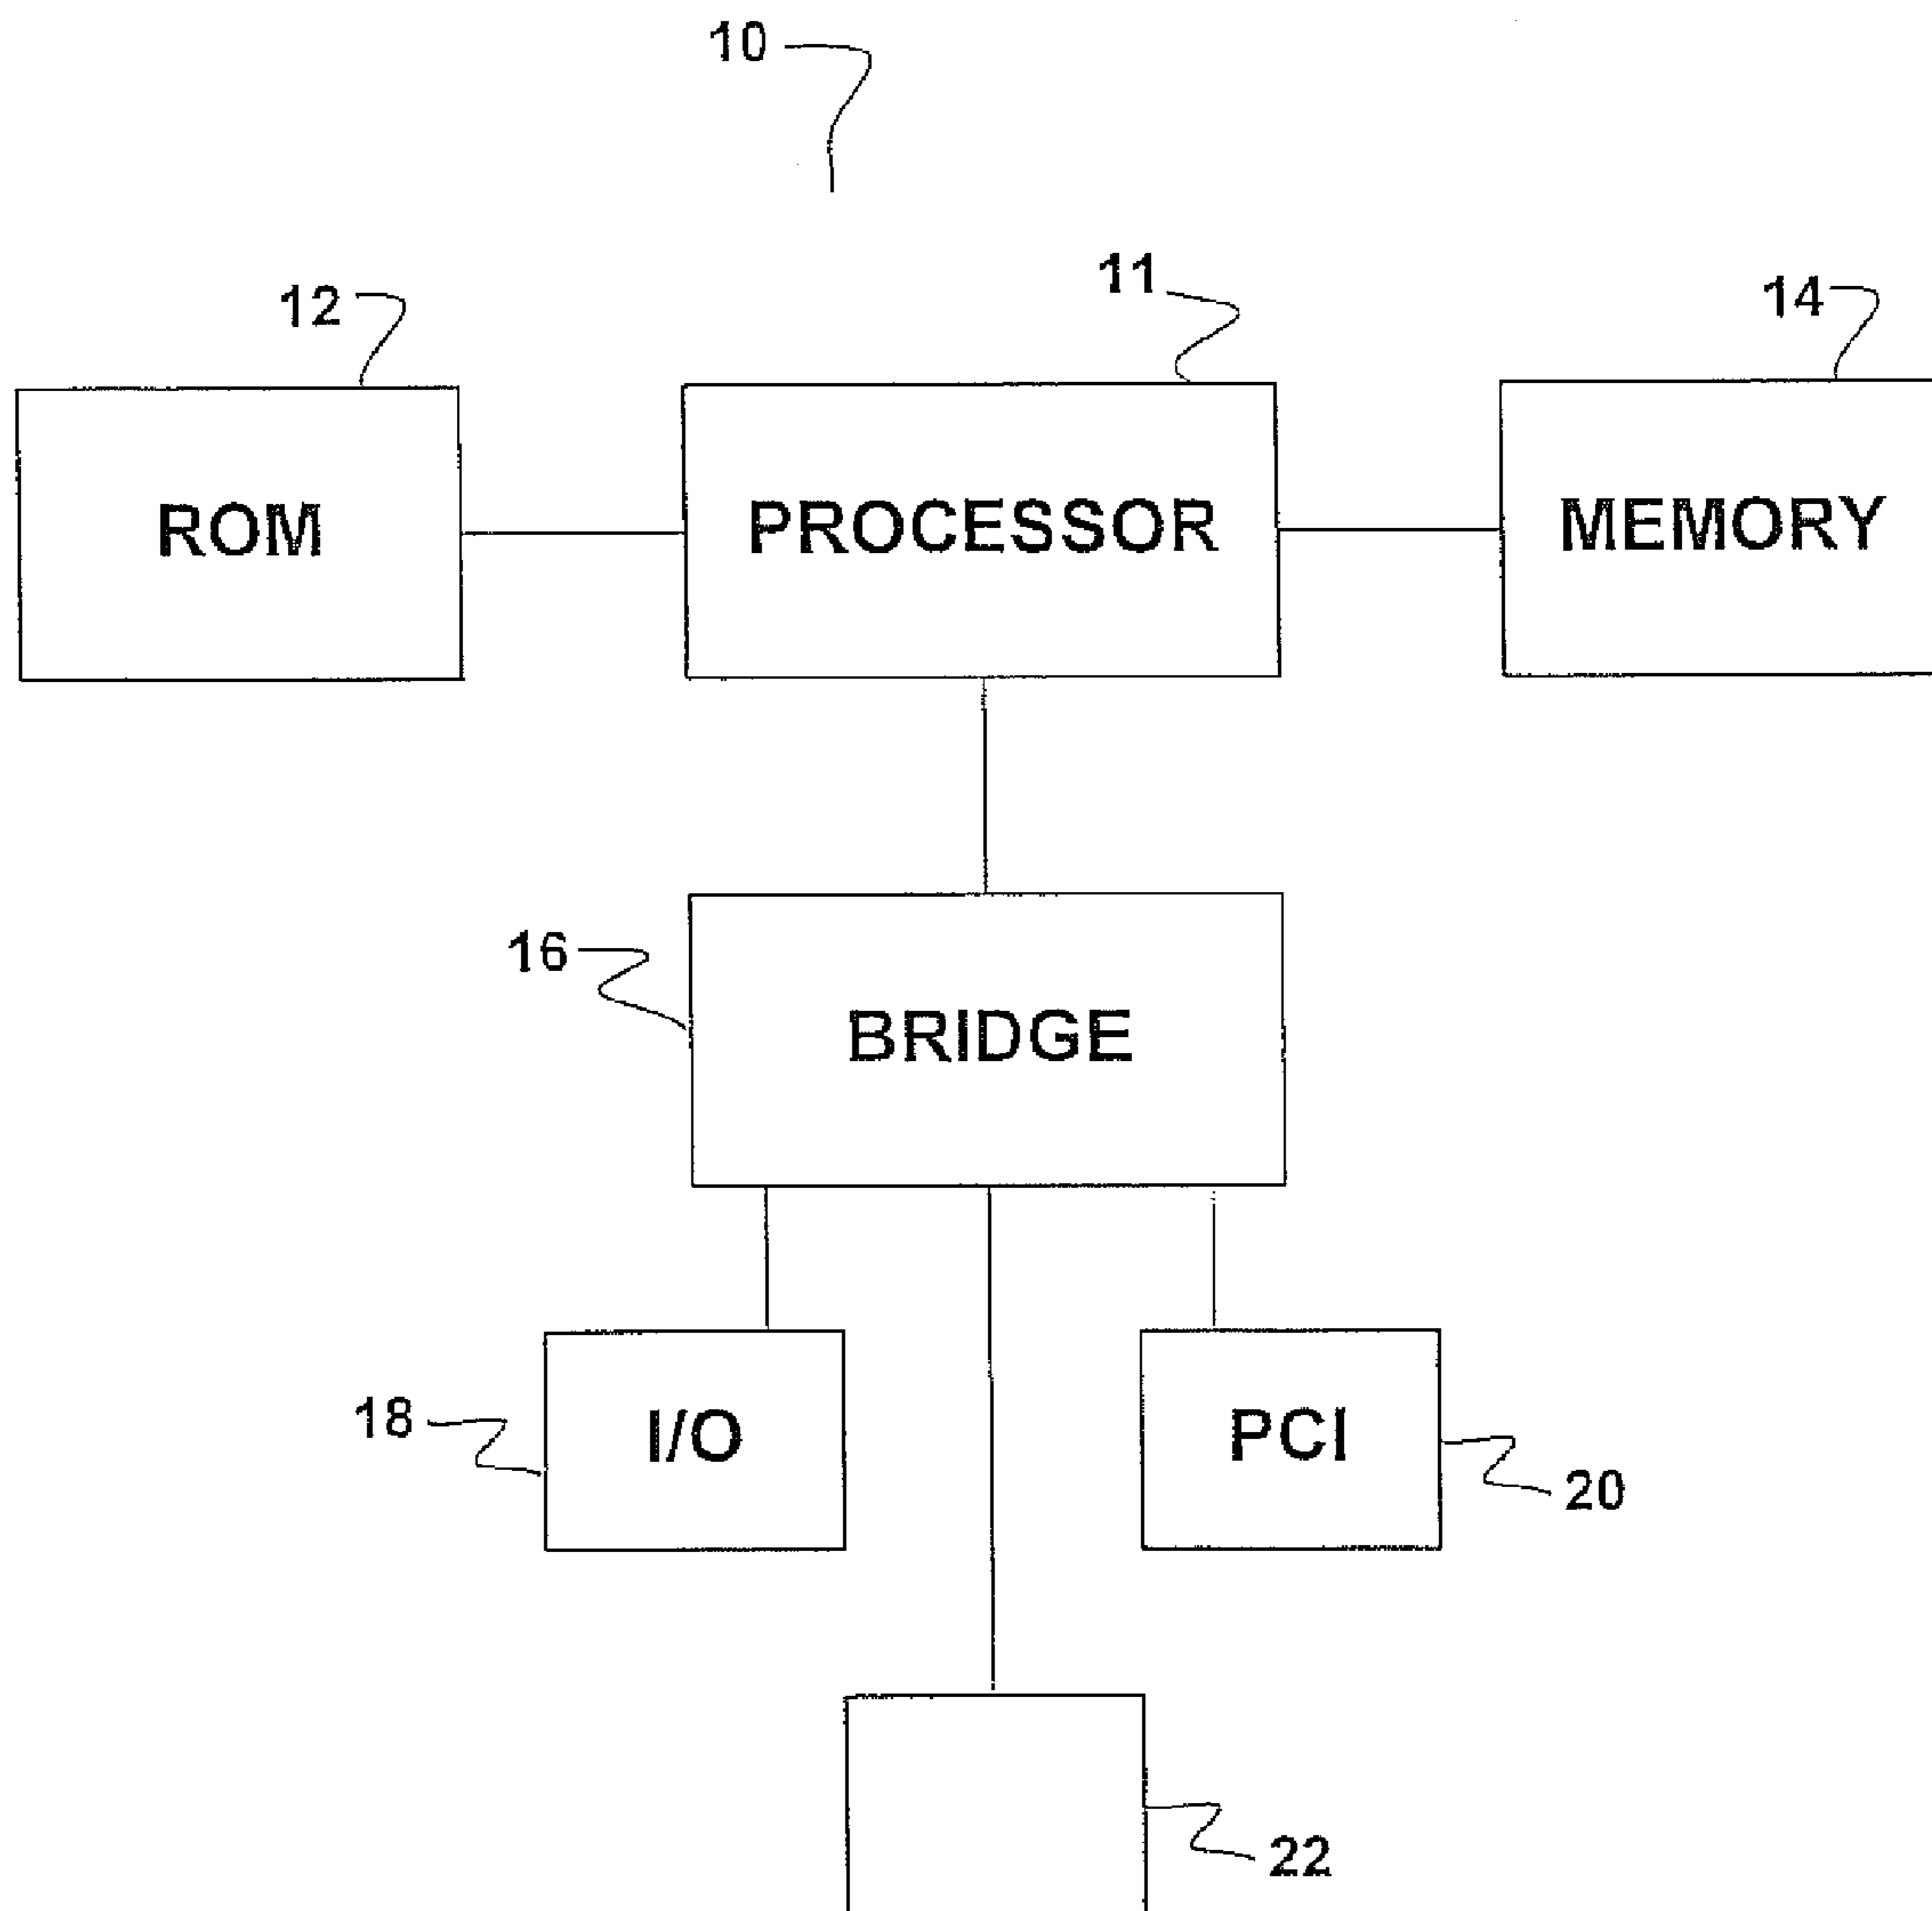 10
12
11
14
ROM
PROCESSOR
MEMORY
16
BRIDGE
18
I/O
PCI
20
22